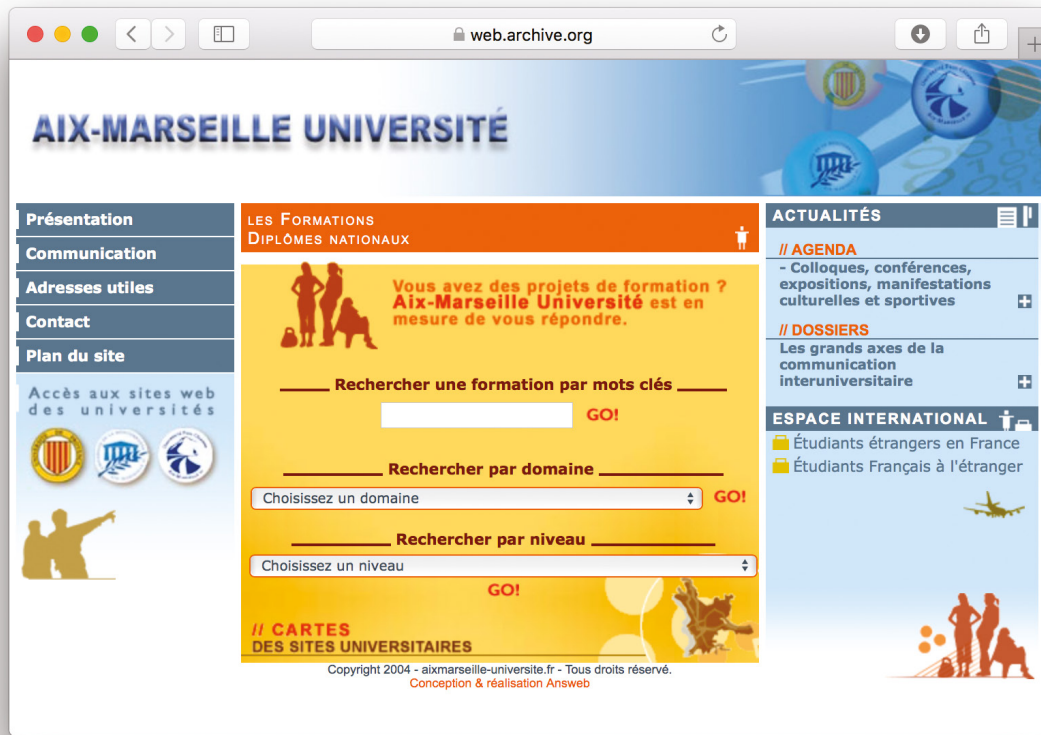 web.archive.org
AIX-MARSEILLE UNIVERSITÉ
Présentation
Communication
Adresses utiles
Contact
Plan du site
Accès aux sites web
des universités
LES FORMATIONS
DIPLÔMES NATIONAUX
Vous avez des projets de formation ?
Aix-Marseille Université est en
mesure de vous répondre.
Rechercher une formation par mots clés
GO!
Rechercher par domaine
Choisissez un domaine
GO!
Rechercher par niveau
Choisissez un niveau
GO!
// CARTES
DES SITES UNIVERSITAIRES
Copyright 2004 - aixmarseille-universite.fr - Tous droits réservé.
Conception & réalisation Answeb
ACTUALITÉS
// AGENDA
- Colloques, conférences,
expositions, manifestations
culturelles et sportives
// DOSSIERS
Les grands axes de la
communication
interuniversitaire
ESPACE INTERNATIONAL
Étudiants étrangers en France
Étudiants Français à l'étranger